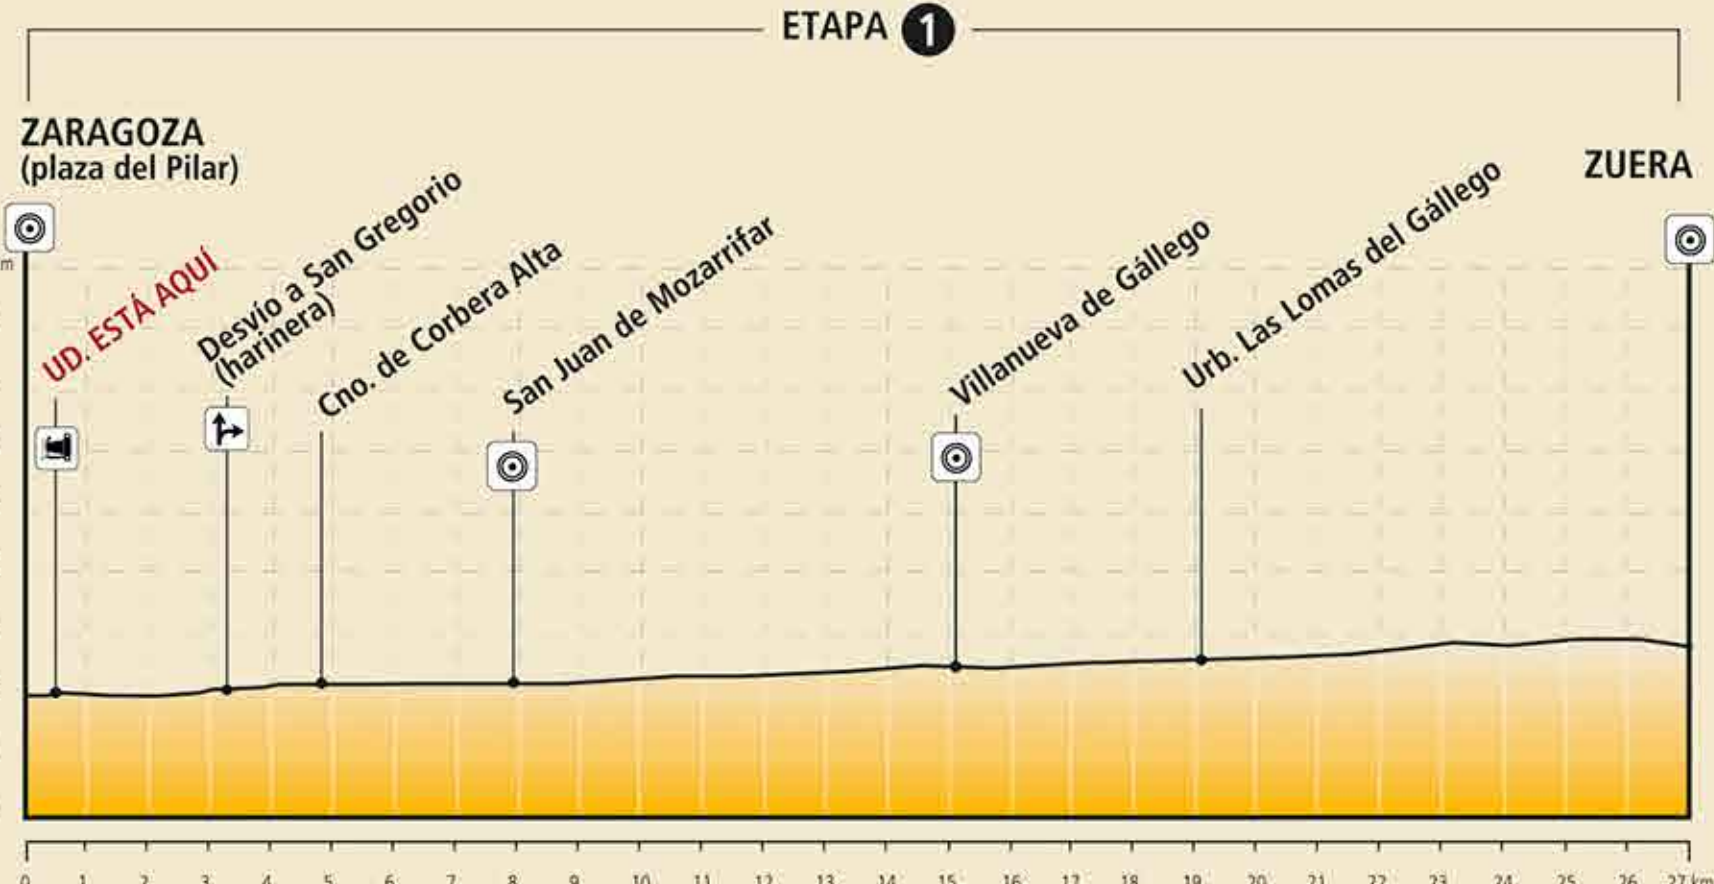 ETAPA 1
ZARAGOZA
(plaza del Pilar)
ZUERA
m
UD. ESTÁ AQUÍ
Desvío a San Gregorio
(harinera)
Cno. de Corbera Alta
San Juan de Mozarrifar
Villanueva de Gállego
Urb. Las Lomas del Gállego
0 1 2 3 4 5 6 7 8 9 10 11 12 13 14 15 16 17 18 19 20 21 22 23 24 25 26 27 km